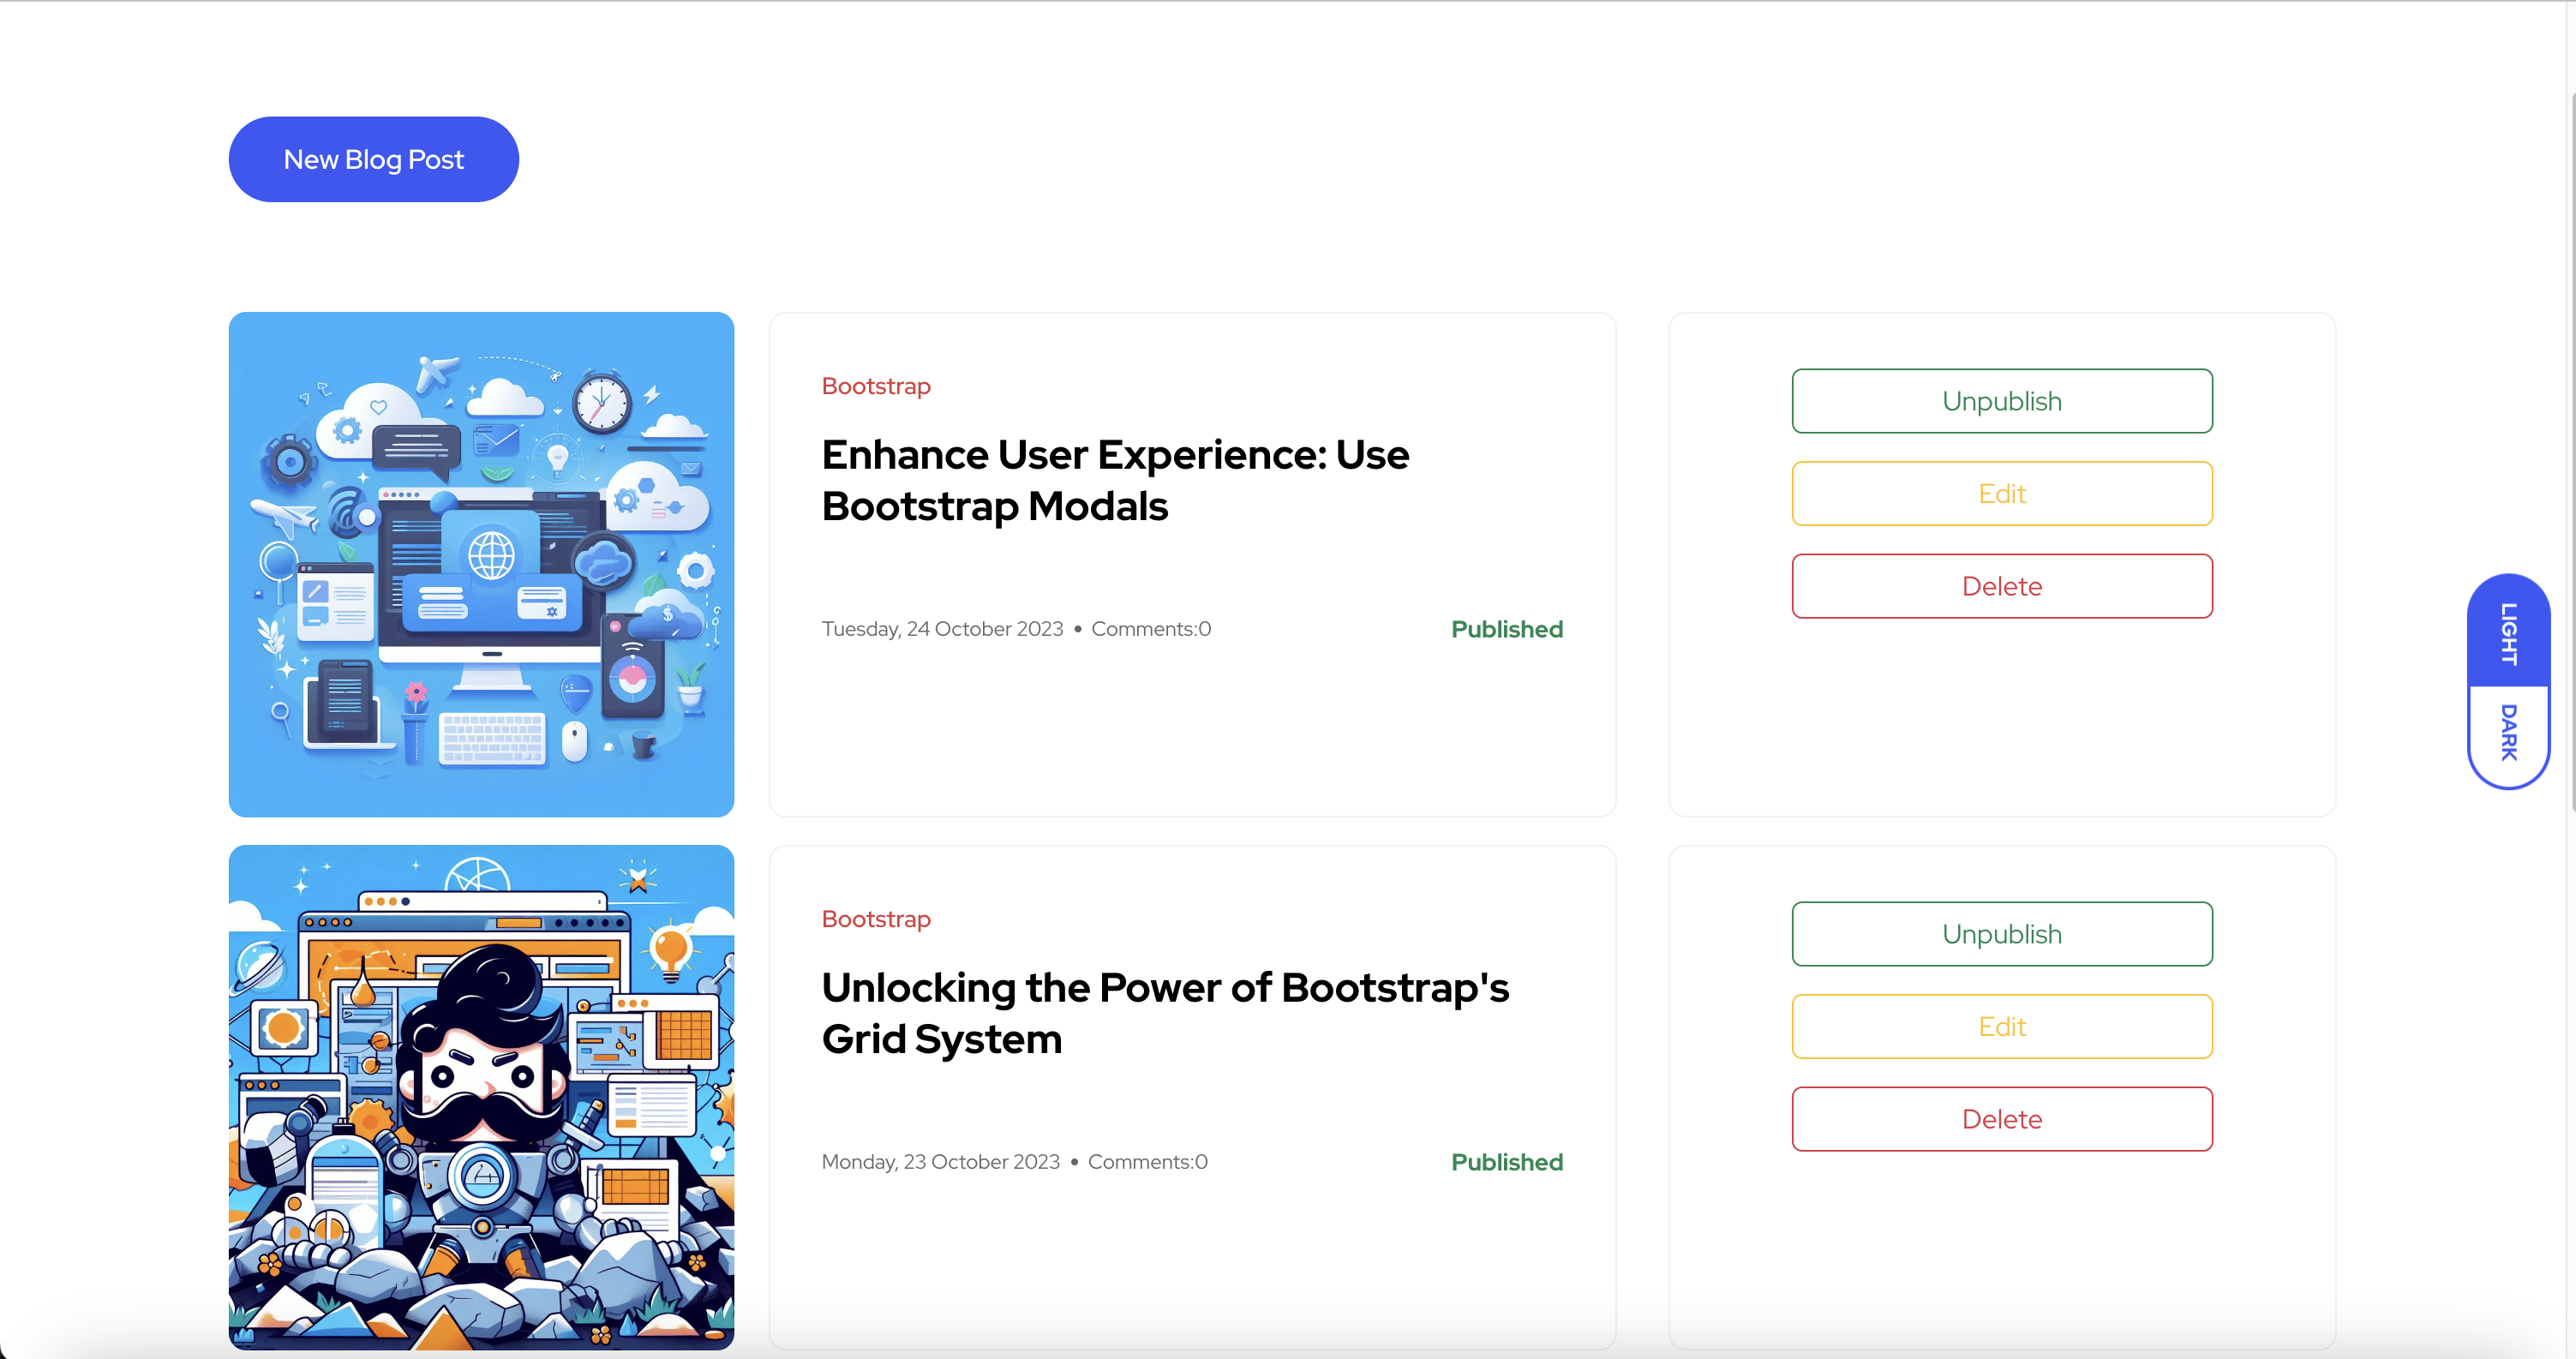 New Blog Post
Bootstrap
Enhance User Experience: Use
Bootstrap Modals
Tuesday, 24 October 2023 • Comments:0
Published
Unpublish
Edit
Delete
LIGHT
DARK
Bootstrap
Unlocking the Power of Bootstrap's
Grid System
Monday, 23 October 2023 • Comments:0
Published
Unpublish
Edit
Delete